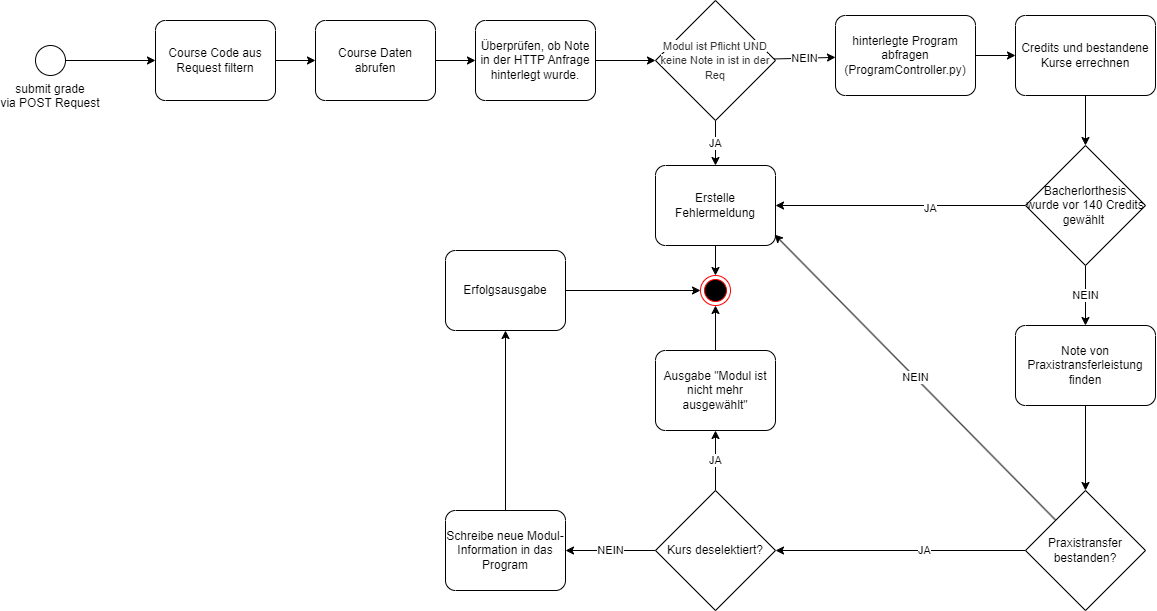 submit grade
via POST Request
Course Code aus
Request filtern
Course Daten
abrufen
Überprüfen, ob Note
in der HTTP Anfrage
hinterlegt wurde.
Modul ist Pflicht UND
keine Note in ist in der
Req
NEIN
hinterlegte Program
abfragen
(ProgramController.py)
Credits und bestandene
Kurse errechnen
JA
Erstelle
Fehlermeldung
JA
Bacherlorthesis
wurde vor 140 Credits
gewählt
Erfolgsausgabe
NEIN
Ausgabe "Modul ist
nicht mehr
ausgewählt"
NEIN
Note von
Praxistransferleistung
finden
JA
Schreibe neue Modul-
Information in das
Program
NEIN
Kurs deselektiert?
JA
Praxistransfer
bestanden?